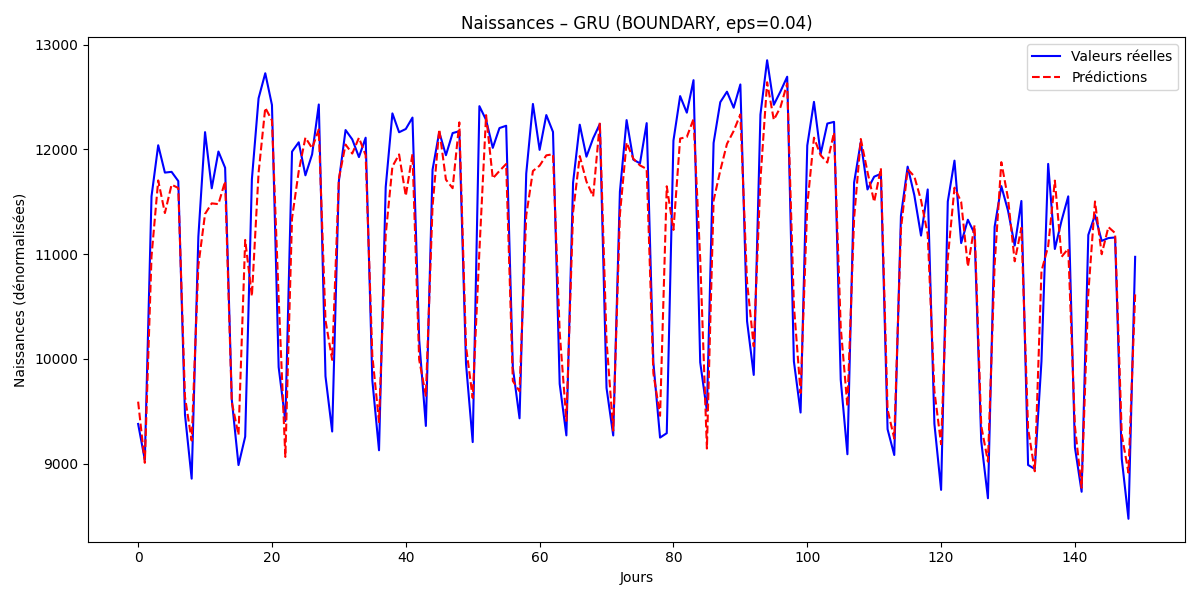 Naissances – GRU (BOUNDARY, eps=0.04)
Valeurs réelles
Prédictions
Naissances (dénormalisées)
13000
12000
11000
10000
9000
0 20 40 60 80 100 120 140
Jours